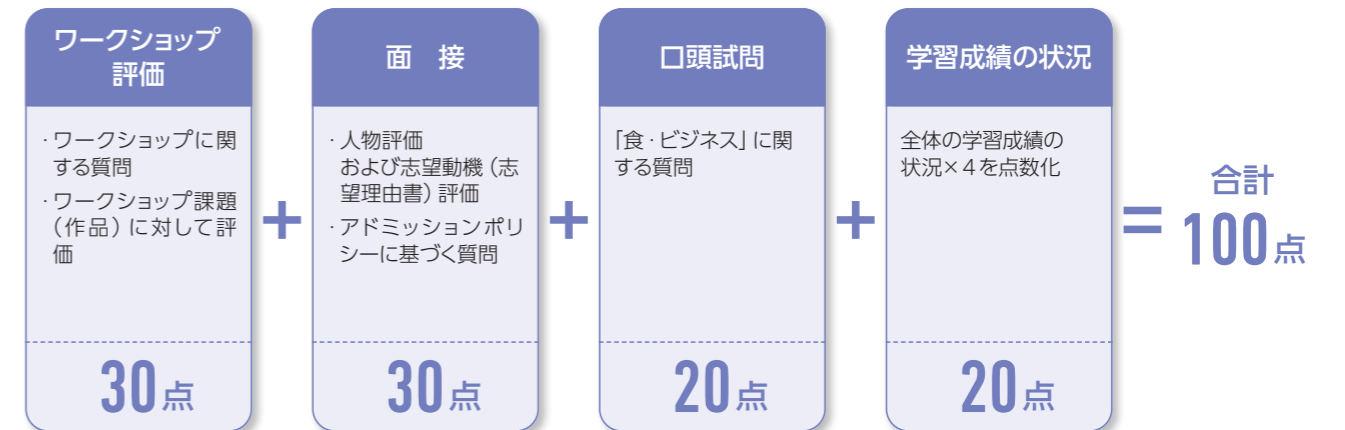 ワークショップ
評価
・ワークショップに関
する質問
・ワークショップ課題
（作品）に対して評
価
30点
+
面 接
・人物評価
および志望動機（志
望理由書）評価
・アドミッションポリ
シーに基づく質問
30点
+
口頭試問
「食・ビジネス」に関
する質問
20点
+
学習成績の状況
全体の学習成績の
状況×4を点数化
20点
=
合計
100点